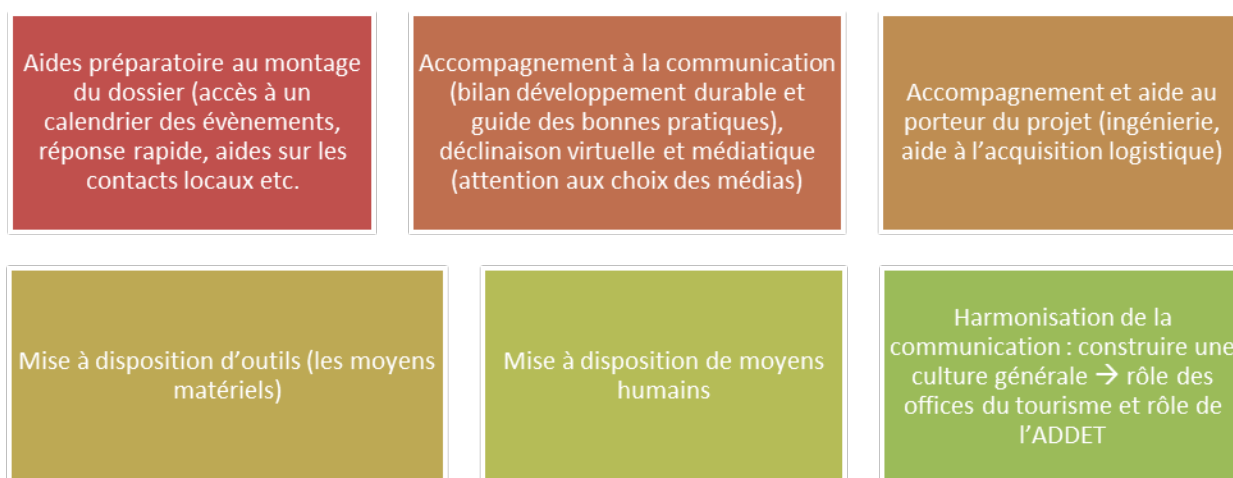 Aides préparatoire au montage
du dossier (accès à un
calendrier des évènements,
réponse rapide, aides sur les
contacts locaux etc.
Accompagnement à la communication
(bilan développement durable et
guide des bonnes pratiques),
déclinaison virtuelle et médiatique
(attention aux choix des médias)
Accompagnement et aide au
porteur du projet (ingénierie,
aide à l’acquisition logistique)
Mise à disposition d’outils (les moyens
matériels)
Mise à disposition de moyens
humains
Harmonisation de la
communication : construire une
culture générale → rôle des
offices du tourisme et rôle de
l’ADDET